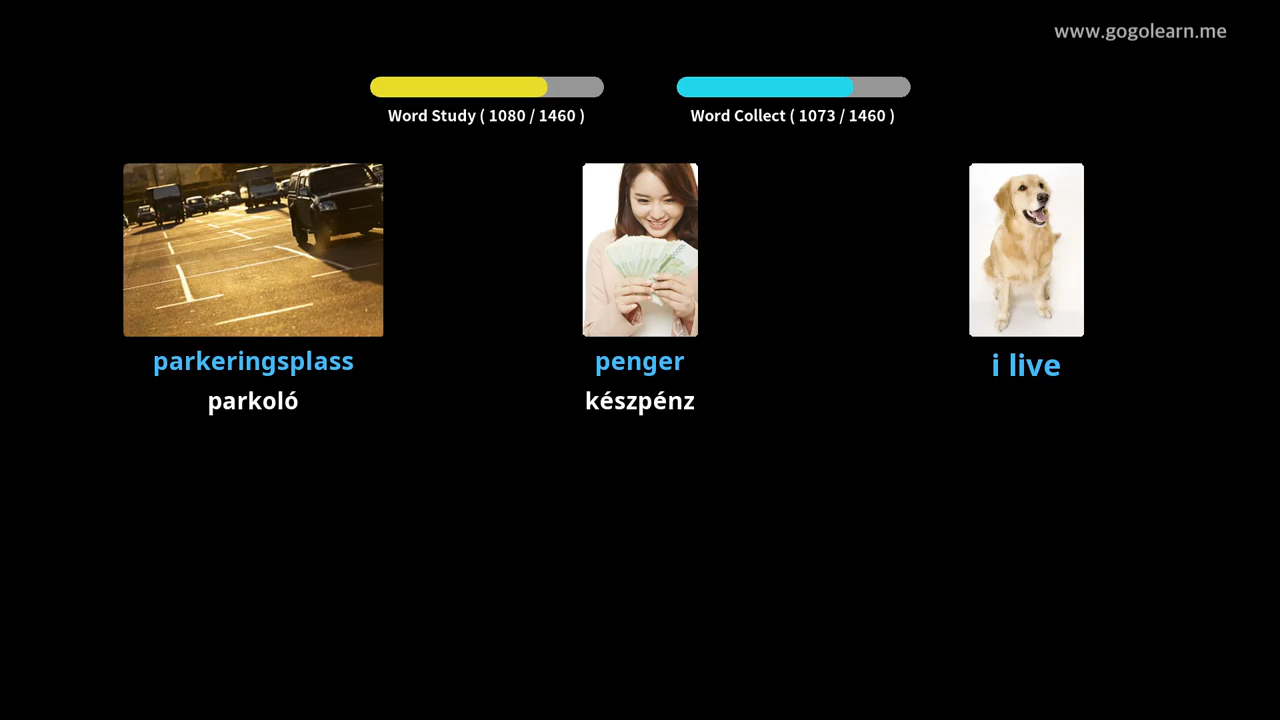 www.gogolearn.me
Word Study ( 1080 / 1460 )
Word Collect ( 1073 / 1460 )
parkeringsplass
parkoló
penger
készpénz
i live